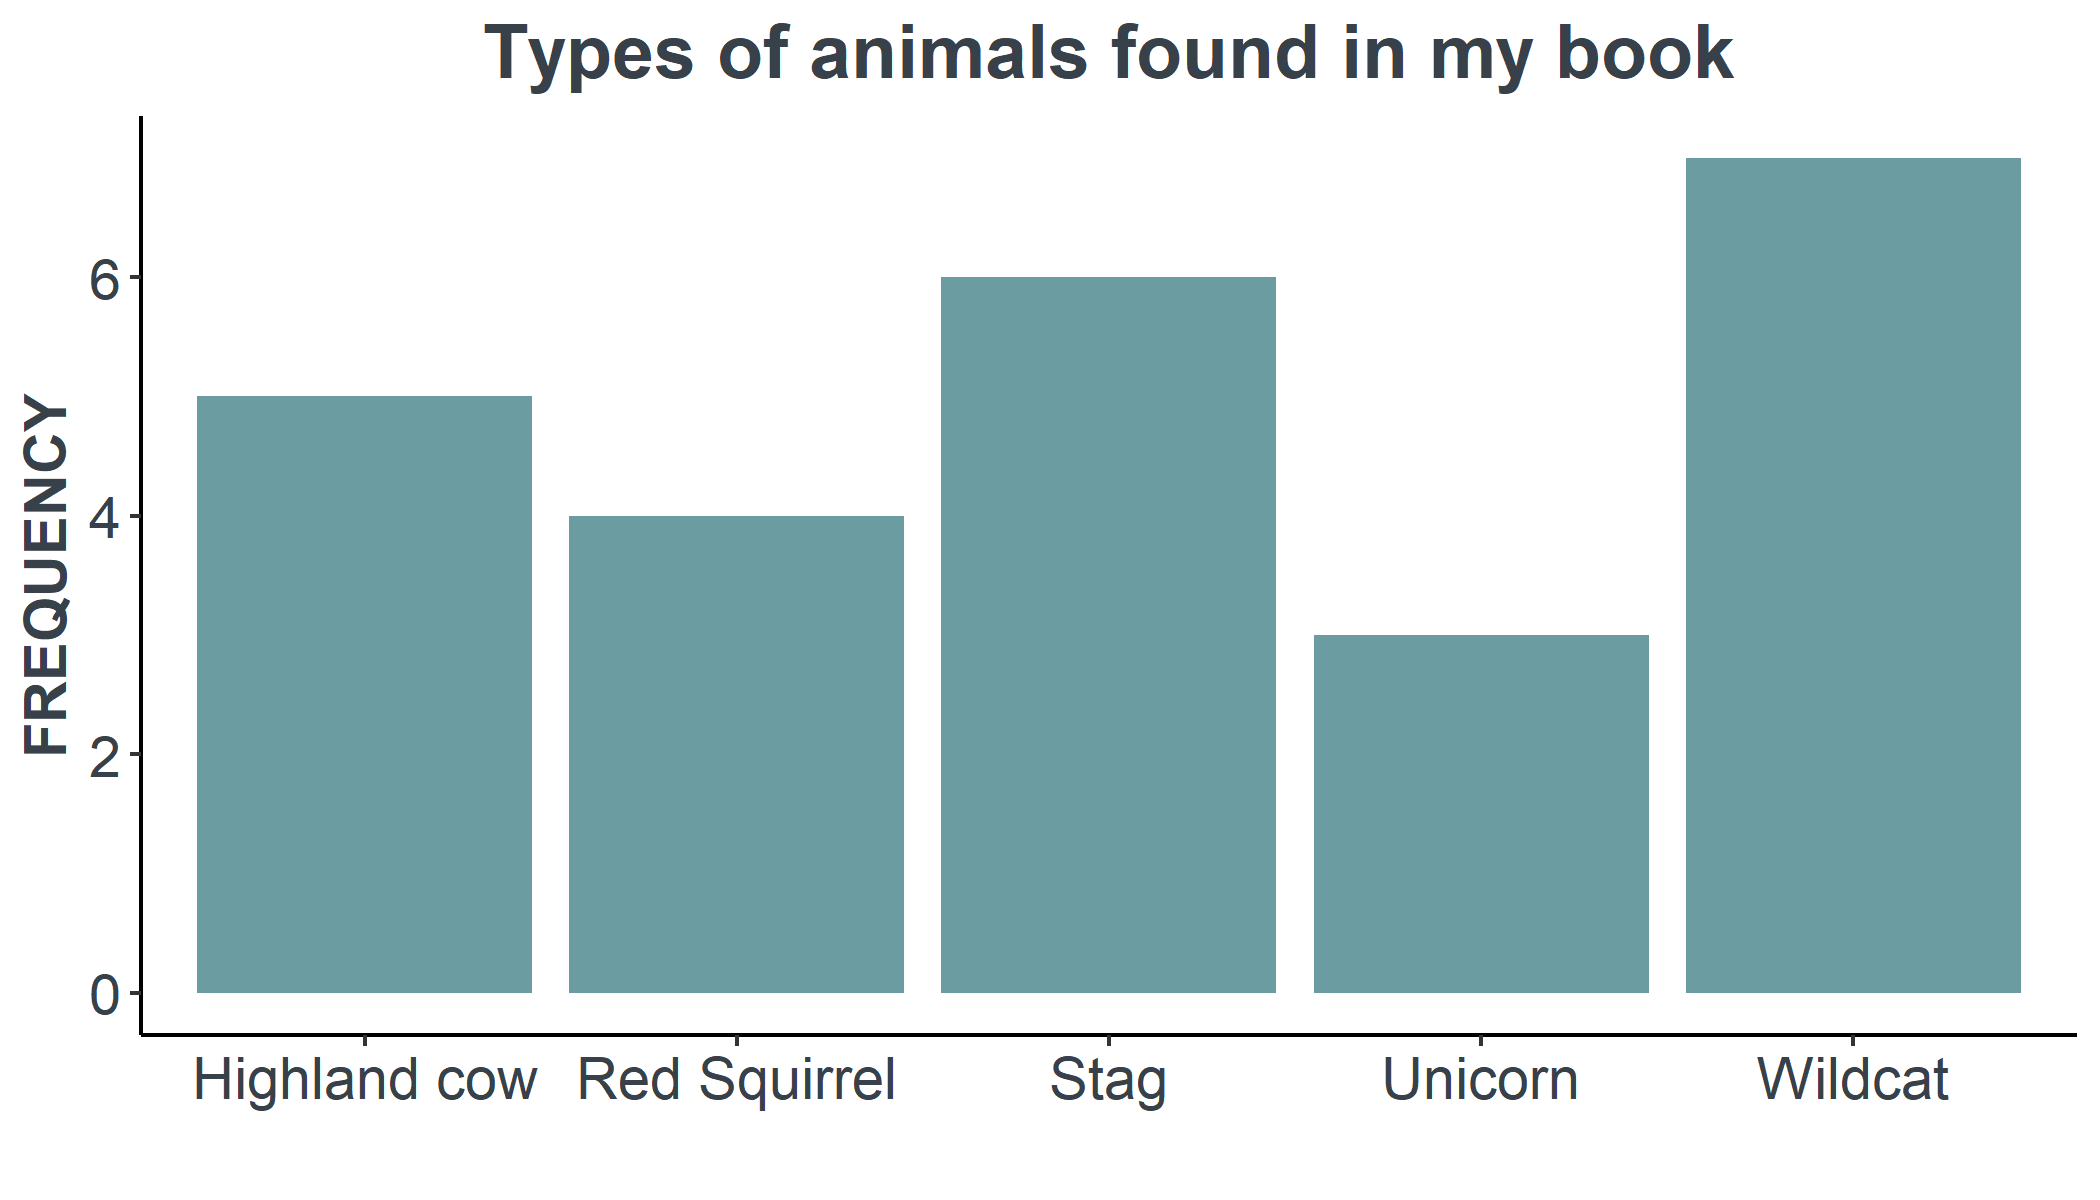 Types of animals found in my book
FREQUENCY
6
4
2
0
Highland cow Red Squirrel Stag Unicorn Wildcat